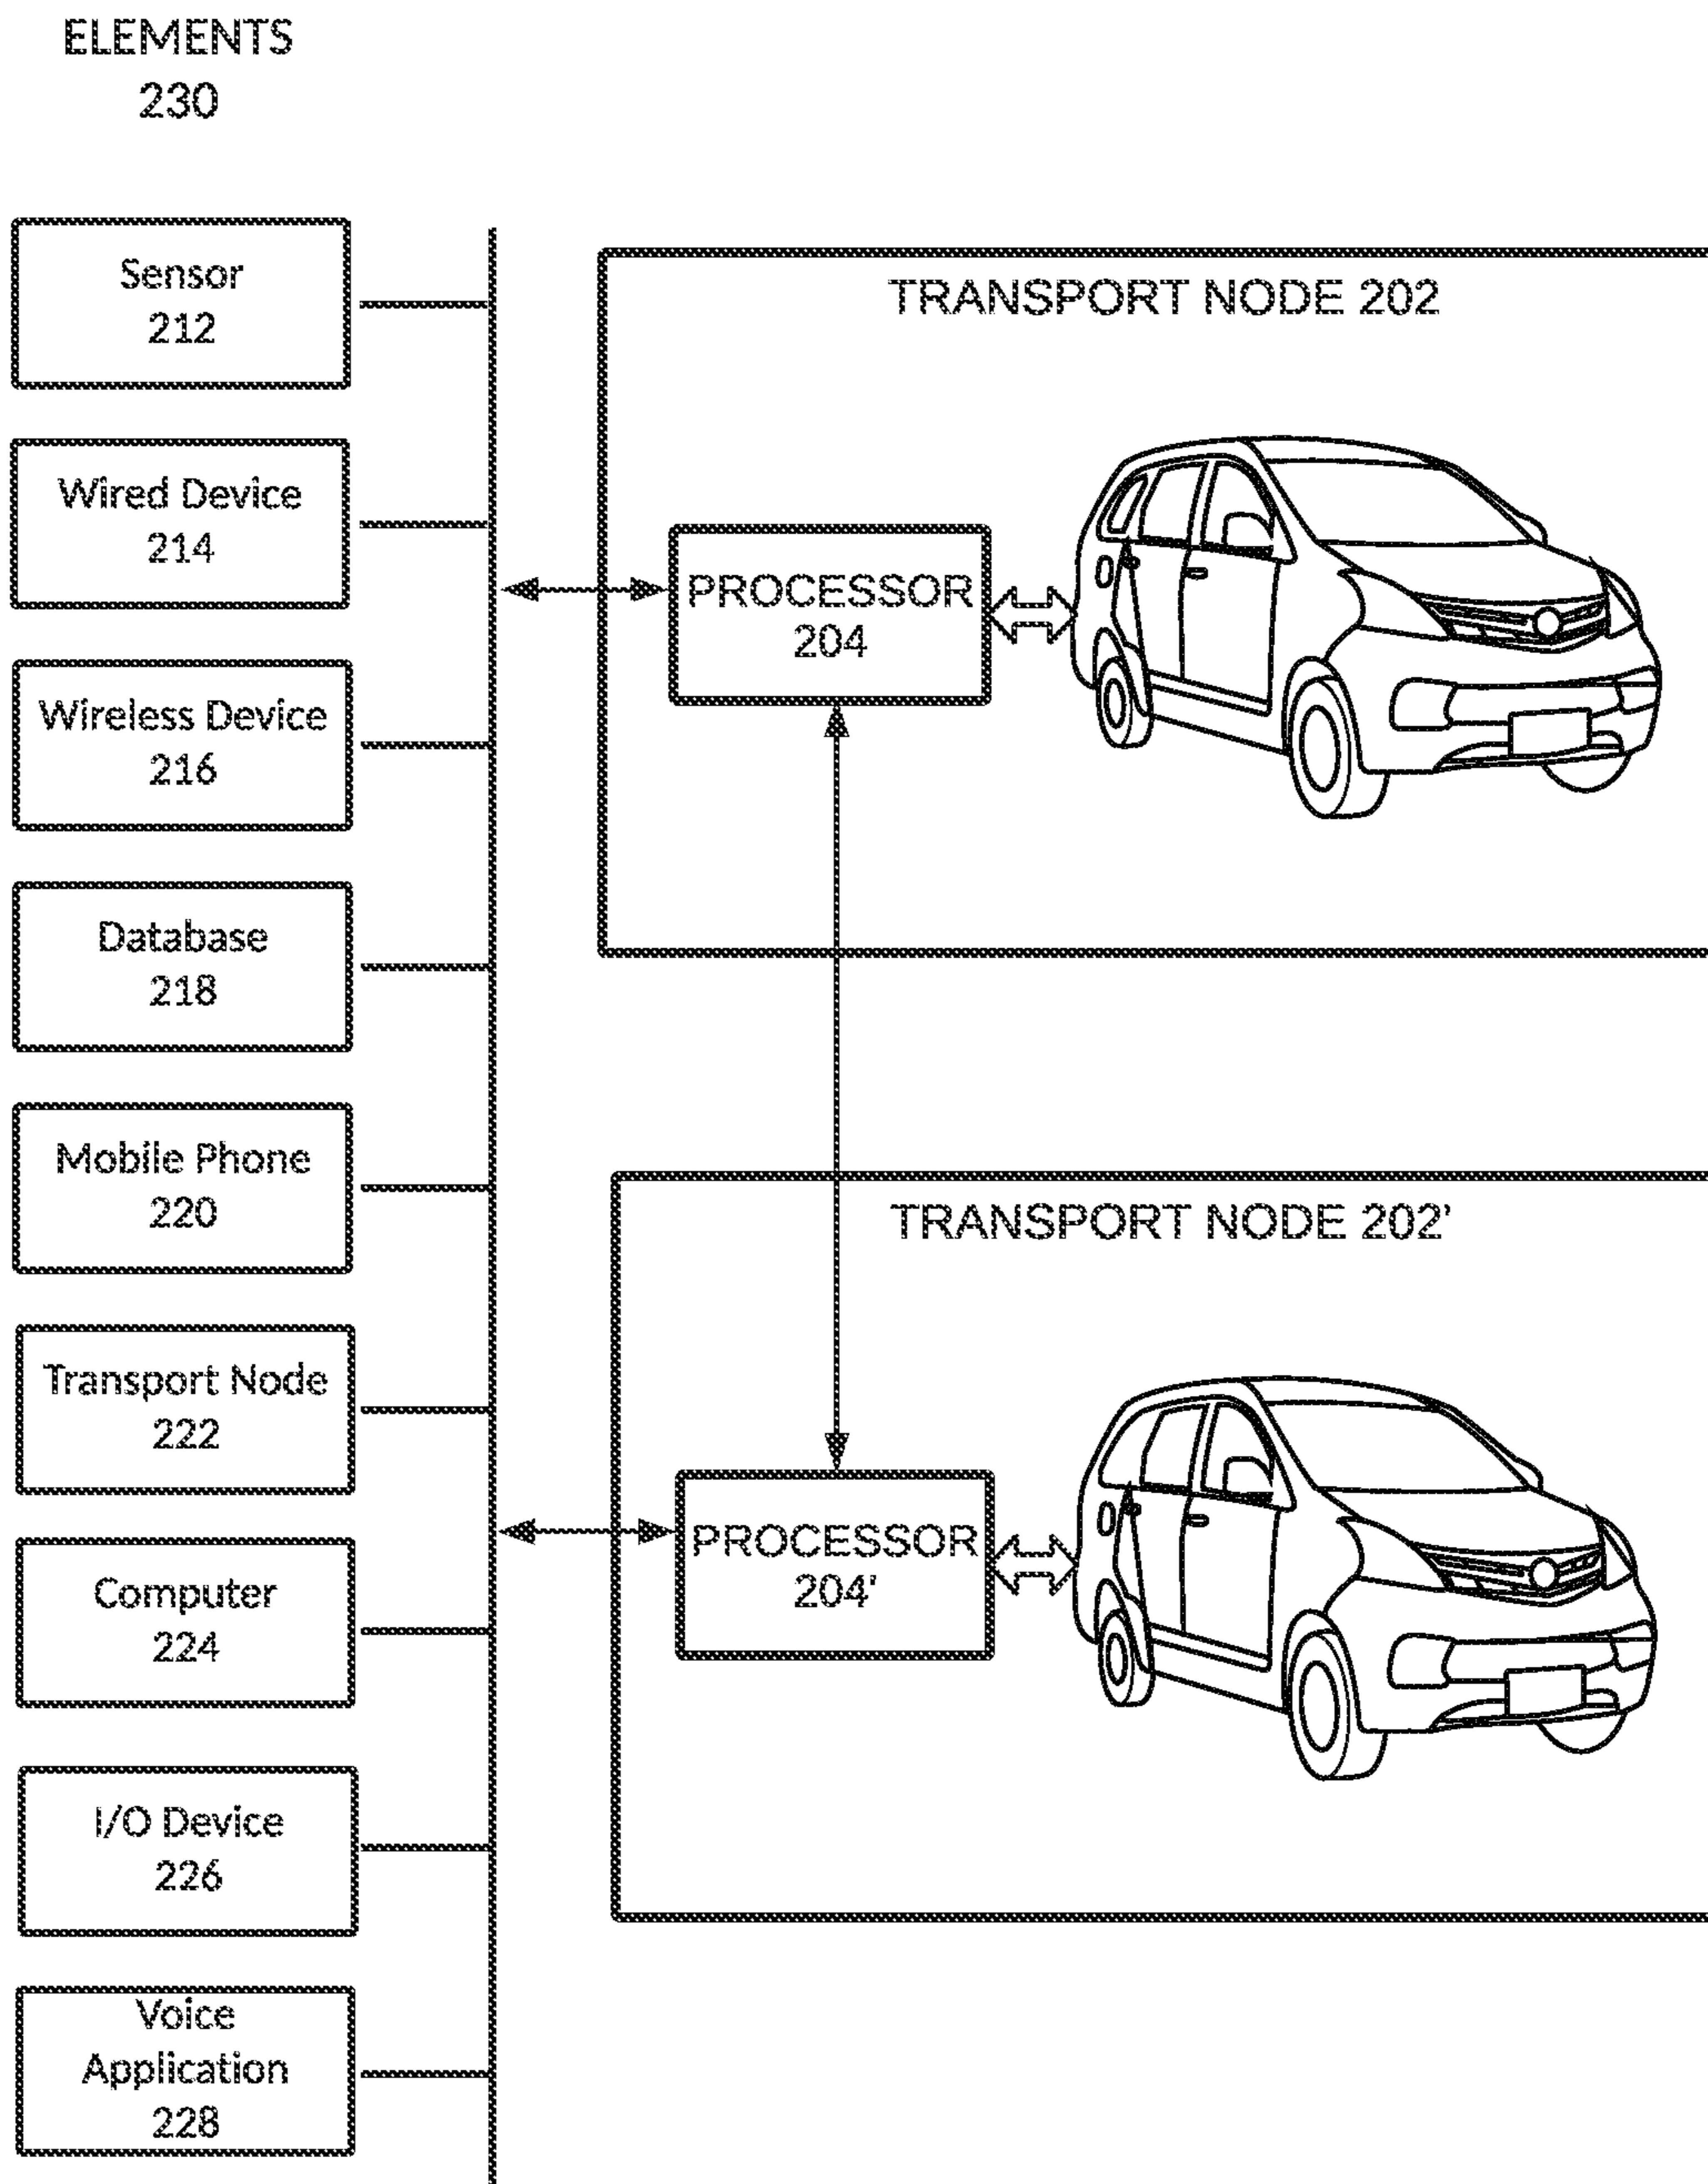 ELEMENTS
230
Sensor
212
Wired Device
214
Wireless Device
216
Database
218
Mobile Phone
220
Transport Node
222
Computer
224
I/O Device
226
Voice
Application
228
TRANSPORT NODE 202
PROCESSOR
204
TRANSPORT NODE 202'
PROCESSOR
204'